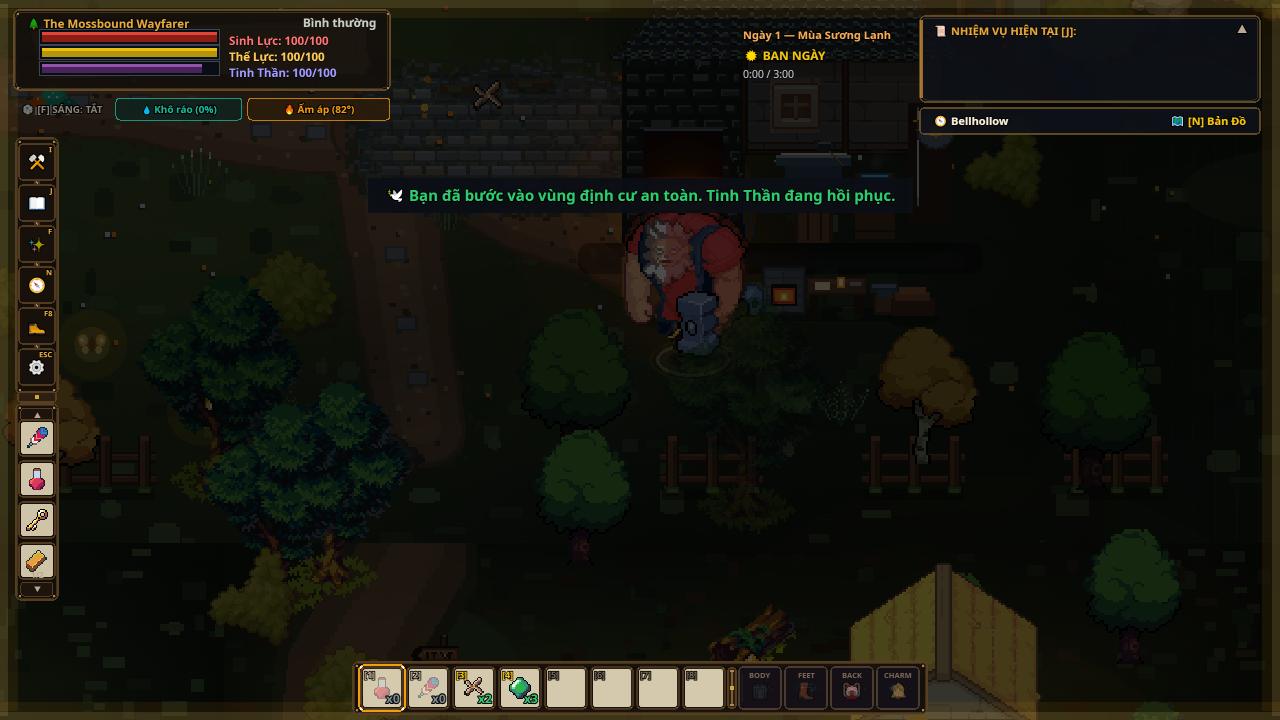 The Mossbound Wayfarer
Bình thường
Sinh Lực: 100/100
Thể Lực: 100/100
Tinh Thần: 100/100
[F] SÁNG: TẮT
Khô ráo (0%)
Ấm áp (82°)
Ngày 1 — Mùa Sương Lạnh
BAN NGÀY
0:00 / 3:00
NHIỆM VỤ HIỆN TẠI [J]:
Bellhollow
[N] Bản Đồ
Bạn đã bước vào vùng định cư an toàn. Tinh Thần đang hồi phục.
I
J
F
N
F8
ESC
[1] x0
[2] x0
[3] x2
[4] x3
[5]
[6]
[7]
[8]
BODY
FEET
BACK
CHARM